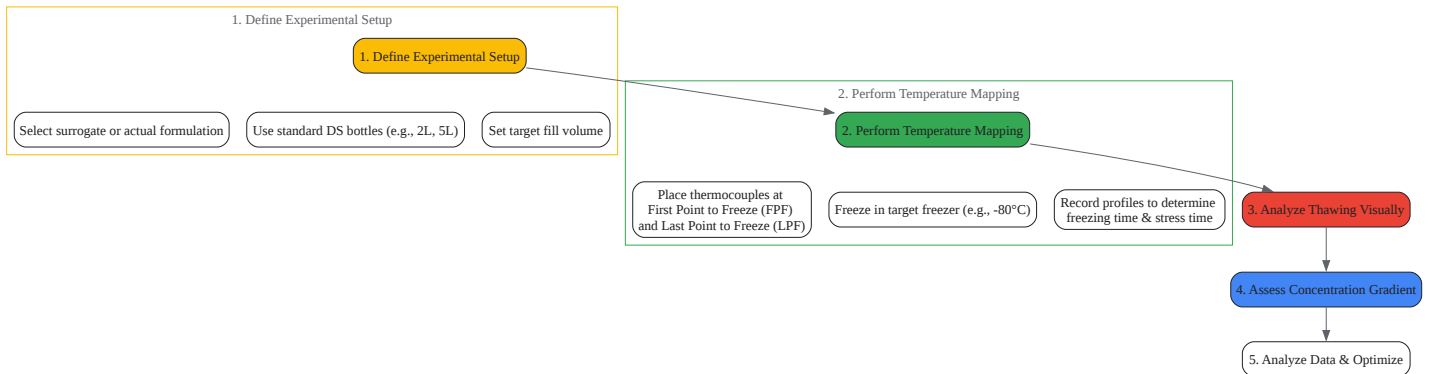 1. Define Experimental Setup
1. Define Experimental Setup
Select surrogate or actual formulation
Use standard DS bottles (e.g., 2L, 5L)
Set target fill volume
2. Perform Temperature Mapping
2. Perform Temperature Mapping
Place thermocouples at
First Point to Freeze (FPF)
and Last Point to Freeze (LPF)
Freeze in target freezer (e.g., -80°C)
Record profiles to determine
freezing time & stress time
3. Analyze Thawing Visually
4. Assess Concentration Gradient
5. Analyze Data & Optimize